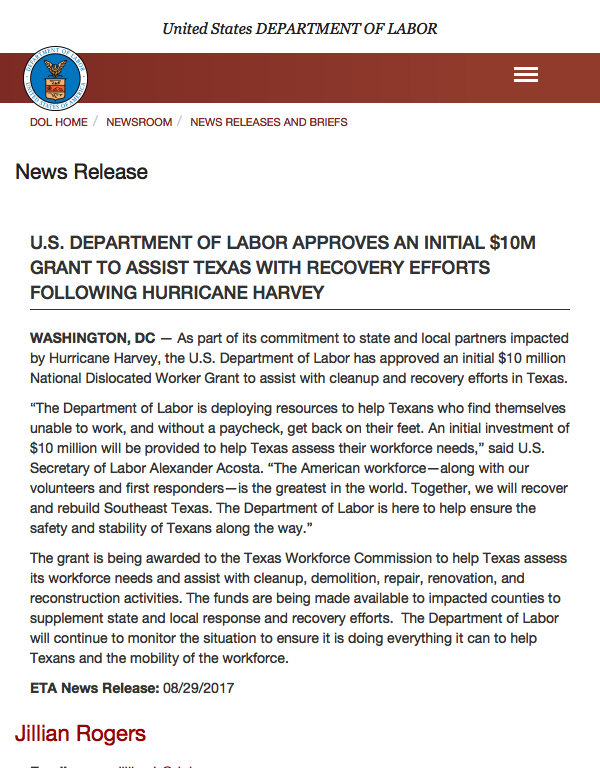 United States DEPARTMENT OF LABOR
DEPARTMENT OF LABOR
UNITED STATES OF AMERICA
DOL HOME / NEWSROOM / NEWS RELEASES AND BRIEFS
News Release
U.S. DEPARTMENT OF LABOR APPROVES AN INITIAL $10M
GRANT TO ASSIST TEXAS WITH RECOVERY EFFORTS
FOLLOWING HURRICANE HARVEY
WASHINGTON, DC — As part of its commitment to state and local partners impacted
by Hurricane Harvey, the U.S. Department of Labor has approved an initial $10 million
National Dislocated Worker Grant to assist with cleanup and recovery efforts in Texas.
“The Department of Labor is deploying resources to help Texans who find themselves
unable to work, and without a paycheck, get back on their feet. An initial investment of
$10 million will be provided to help Texas assess their workforce needs,” said U.S.
Secretary of Labor Alexander Acosta. “The American workforce—along with our
volunteers and first responders—is the greatest in the world. Together, we will recover
and rebuild Southeast Texas. The Department of Labor is here to help ensure the
safety and stability of Texans along the way.”
The grant is being awarded to the Texas Workforce Commission to help Texas assess
its workforce needs and assist with cleanup, demolition, repair, renovation, and
reconstruction activities. The funds are being made available to impacted counties to
supplement state and local response and recovery efforts.  The Department of Labor
will continue to monitor the situation to ensure it is doing everything it can to help
Texans and the mobility of the workforce.
ETA News Release: 08/29/2017
Jillian Rogers